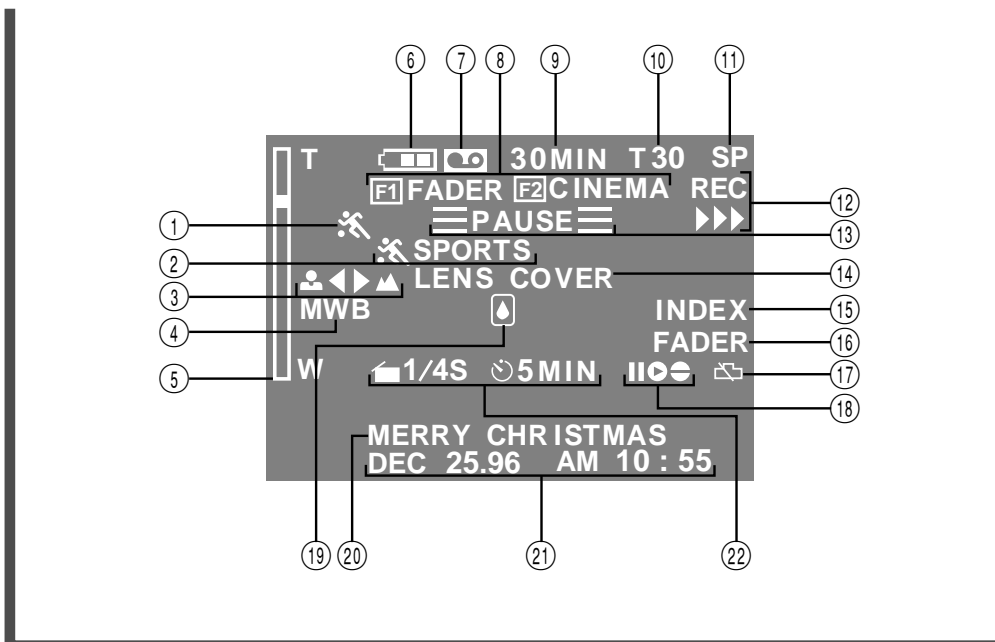 6 7 8 9 10 11
T 30MIN T30 SP
F1 FADER F2 CINEMA REC
12
PAUSE
13
1
2 SPORTS
LENS COVER 14
3
MWB INDEX 15
4
FADER 16
5 W 1/4S 5MIN 17
18
MERRY CHRISTMAS
DEC 25.96 AM 10:55
19 20 21 22